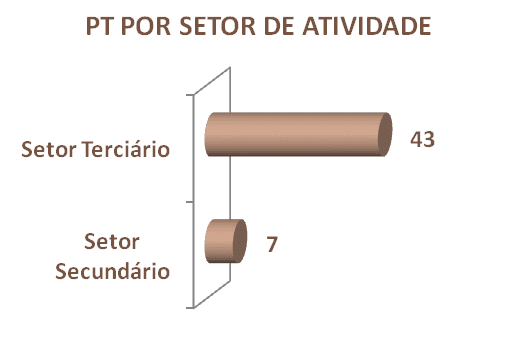 PT POR SETOR DE ATIVIDADE
Setor Terciário
43
Setor
Secundário
7